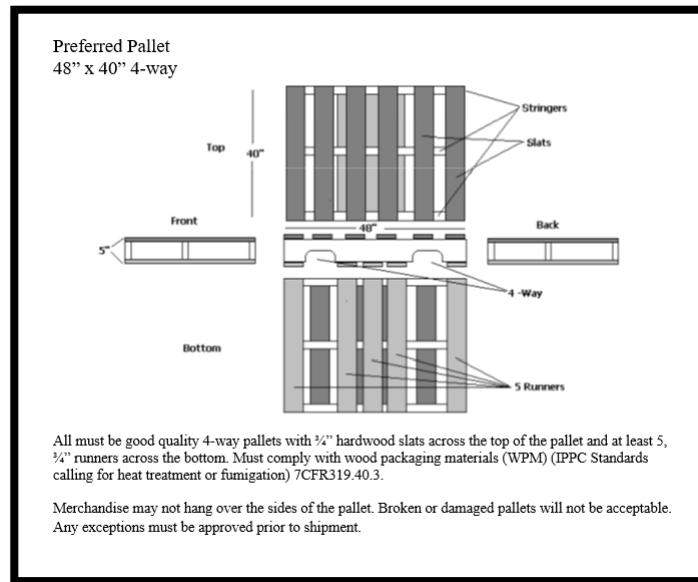 Preferred Pallet
48” x 40” 4-way
Stringers
Slats
Top
40"
Front
48"
Back
5"
4 -Way
Bottom
5 Runners
All must be good quality 4-way pallets with ¾” hardwood slats across the top of the pallet and at least 5,
¾” runners across the bottom. Must comply with wood packaging materials (WPM) (IPPC Standards
calling for heat treatment or fumigation) 7CFR319.40.3.
Merchandise may not hang over the sides of the pallet. Broken or damaged pallets will not be acceptable.
Any exceptions must be approved prior to shipment.